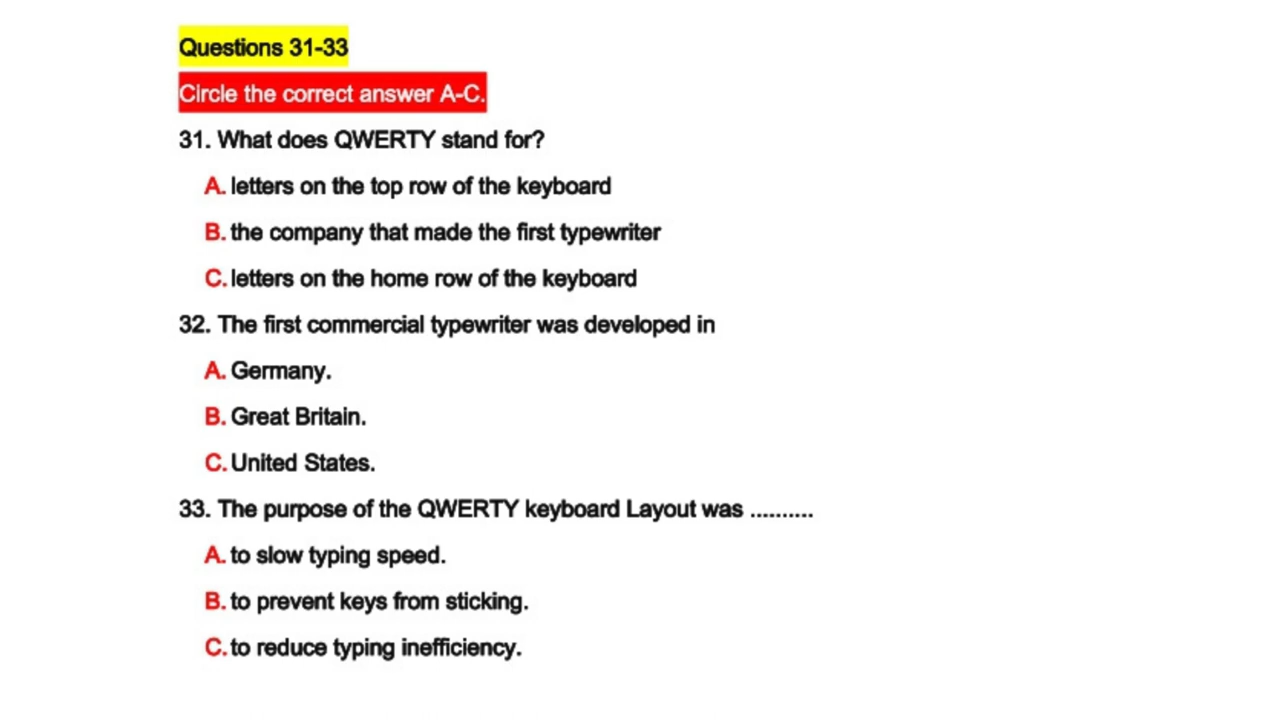 Questions 31-33
Circle the correct answer A-C.
31. What does QWERTY stand for?
A. letters on the top row of the keyboard
B. the company that made the first typewriter
C. letters on the home row of the keyboard
32. The first commercial typewriter was developed in
A. Germany.
B. Great Britain.
C. United States.
33. The purpose of the QWERTY keyboard Layout was ..........
A. to slow typing speed.
B. to prevent keys from sticking.
C. to reduce typing inefficiency.